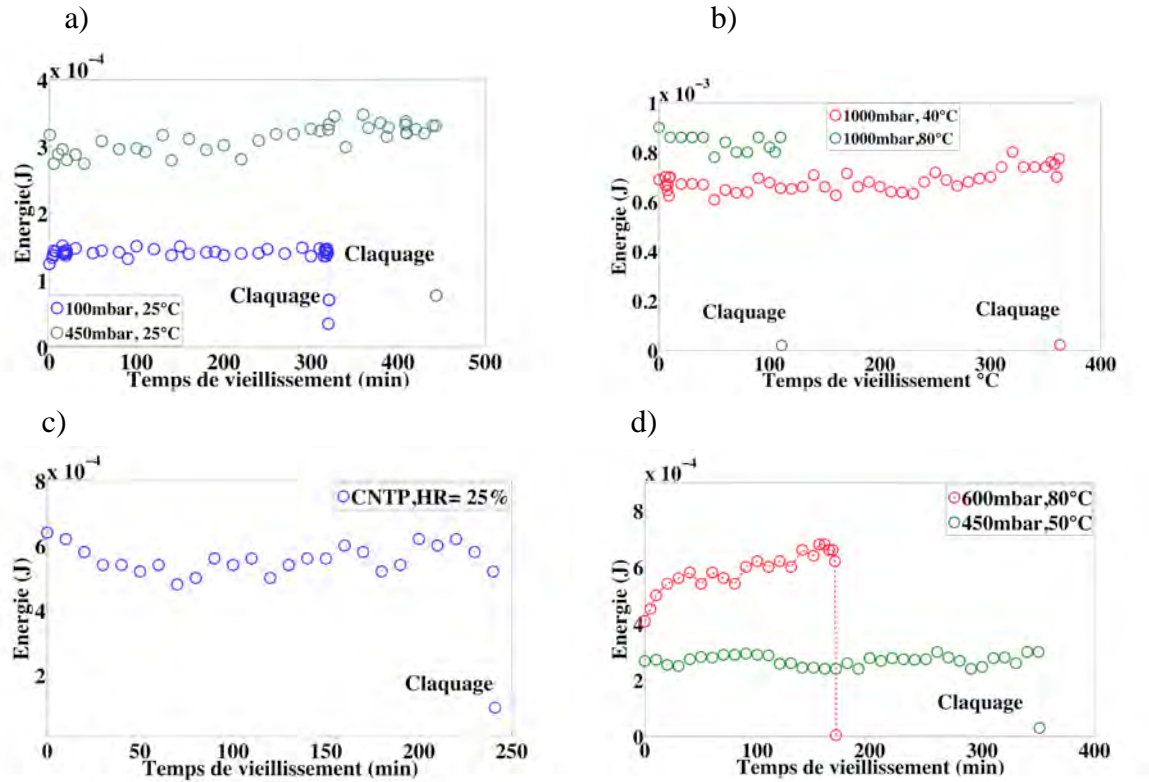 a)
x 10⁻⁴
4
3
2
1
0
Energie(J)
100mbar, 25°C
450mbar, 25°C
Claquage
Claquage
0 100 200 300 400 500
Temps de vieillissement (min)
b)
x 10⁻³
1
0.8
0.6
0.4
0.2
0
Energie (J)
1000mbar, 40°C
1000mbar,80°C
Claquage
Claquage
0 100 200 300 400
Temps de vieillissement °C
c)
x 10⁻⁴
8
6
4
2
Energie (J)
CNTP,HR= 25%
Claquage
0 50 100 150 200 250
Temps de vieillissement (min)
d)
x 10⁻⁴
8
6
4
2
0
Energie (J)
600mbar,80°C
450mbar,50°C
Claquage
0 100 200 300 400
Temps de vieillissement (min)